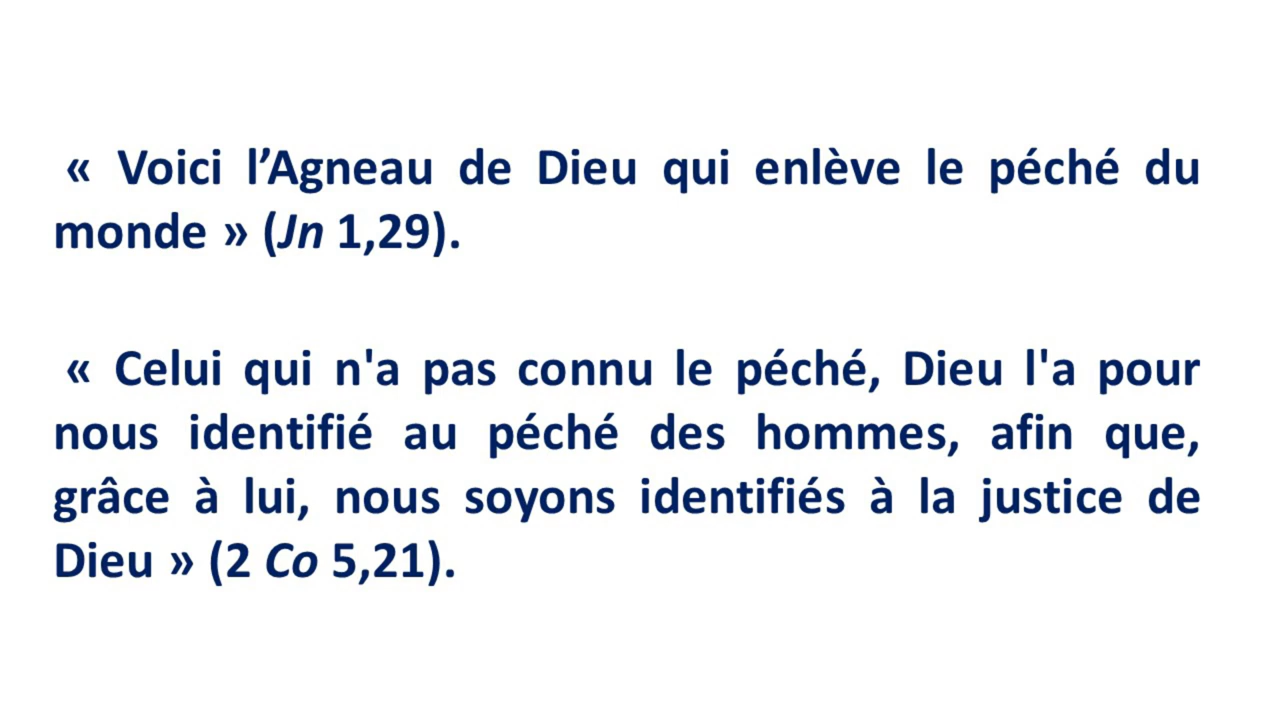 « Voici l’Agneau de Dieu qui enlève le péché du
monde » (Jn 1,29).
« Celui qui n'a pas connu le péché, Dieu l'a pour
nous identifié au péché des hommes, afin que,
grâce à lui, nous soyons identifiés à la justice de
Dieu » (2 Co 5,21).